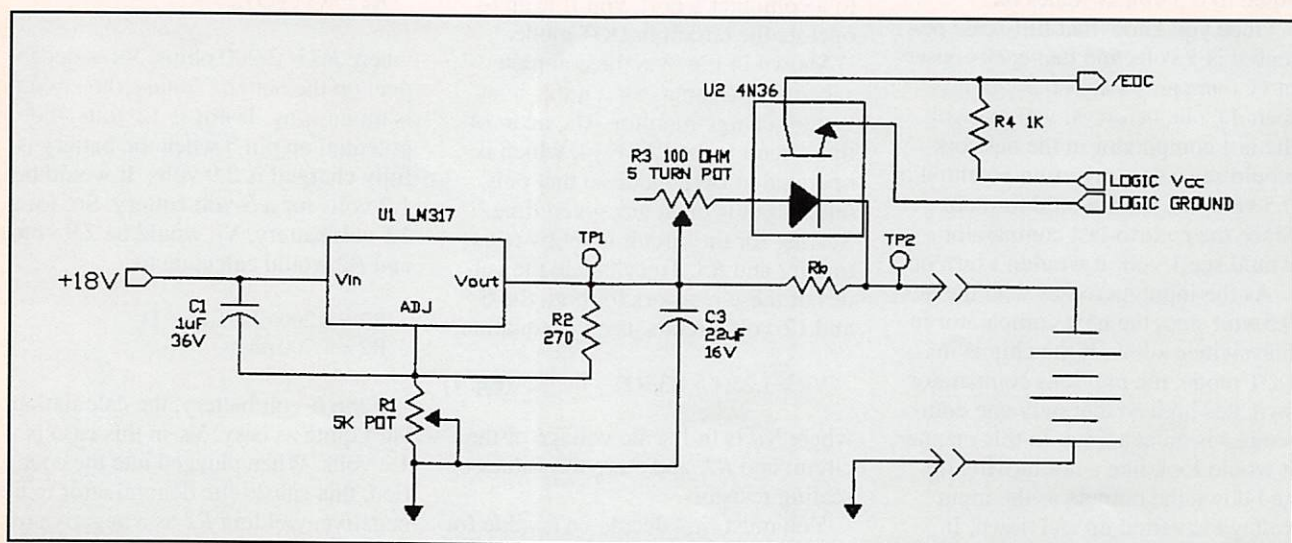 U2 4N36
/EOC
R4 1K
R3 100 OHM
5 TURN POT
LOGIC Vcc
LOGIC GROUND
U1 LM317
TP1
TP2
+18V
Vin
Vout
Rb
ADJ
C1
.1uF
36V
R2
270
C3
22uF
16V
R1
5K POT